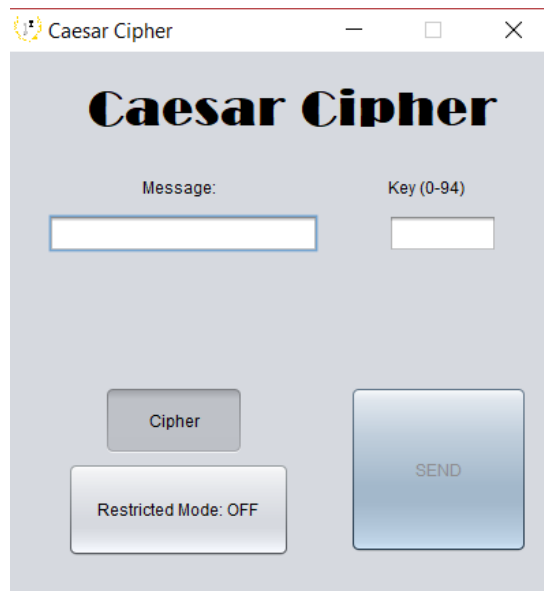 Caesar Cipher
Caesar Cipher
Message: Key (0-94)
Cipher
SEND
Restricted Mode: OFF